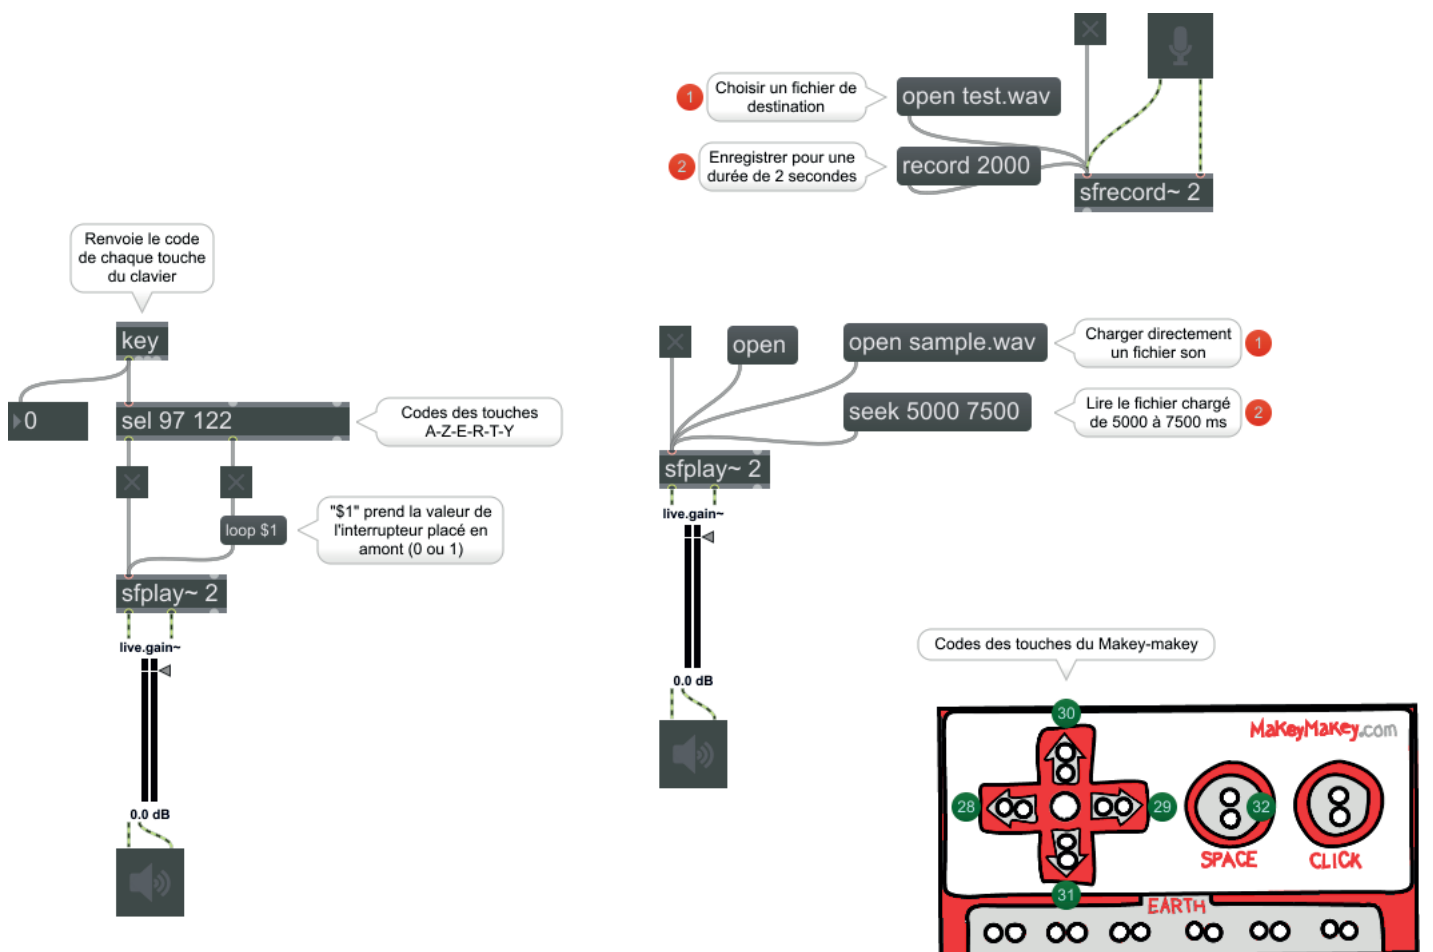 1
Choisir un fichier de
destination
open test.wav
2
Enregistrer pour une
durée de 2 secondes
record 2000
sfrecord~ 2
Renvoie le code
de chaque touche
du clavier
key
0
sel 97 122
Codes des touches
A-Z-E-R-T-Y
loop $1
"$1" prend la valeur de
l'interrupteur placé en
amont (0 ou 1)
sfplay~ 2
live.gain~
0.0 dB
open
open sample.wav
Charger directement
un fichier son
1
seek 5000 7500
Lire le fichier chargé
de 5000 à 7500 ms
2
sfplay~ 2
live.gain~
0.0 dB
Codes des touches du Makey-makey
30
MaKeyMaKey.com
28
29
32
SPACE
CLICK
31
EARTH